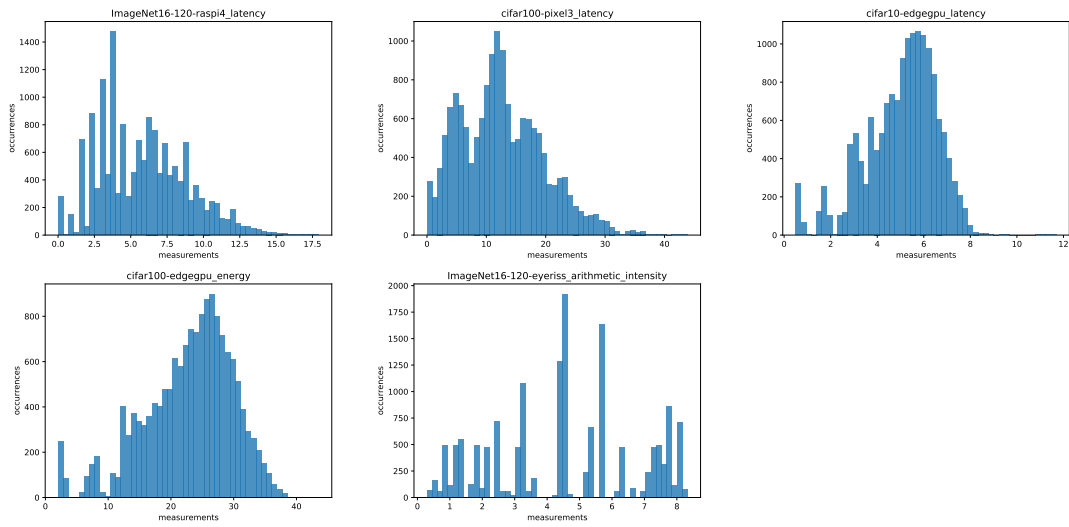 ImageNet16-120-raspi4_latency
occurrences
1400
1200
1000
800
600
400
200
0
0.0 2.5 5.0 7.5 10.0 12.5 15.0 17.5
measurements
cifar100-pixel3_latency
occurrences
1000
800
600
400
200
0
0 10 20 30 40
measurements
cifar10-edgegpu_latency
occurrences
1000
800
600
400
200
0
0 2 4 6 8 10 12
measurements
cifar100-edgegpu_energy
occurrences
800
600
400
200
0
0 10 20 30 40
measurements
ImageNet16-120-eyeriss_arithmetic_intensity
occurrences
2000
1750
1500
1250
1000
750
500
250
0
0 1 2 3 4 5 6 7 8
measurements